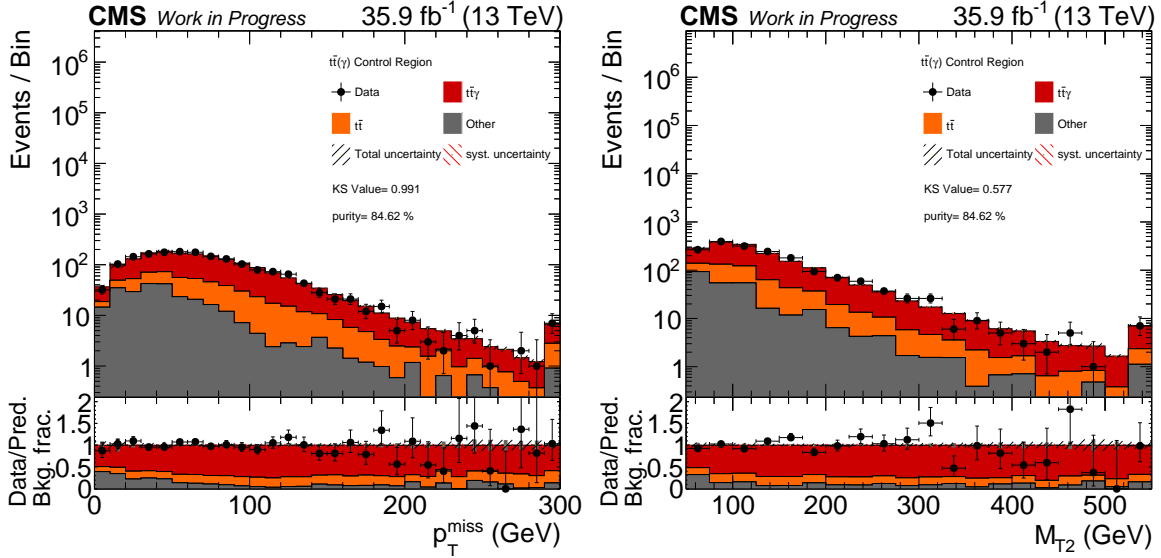 CMS Work in Progress 35.9 fb⁻¹ (13 TeV)
Events / Bin
10⁶
10⁵
10⁴
10³
10²
10
1
tt̄(γ) Control Region
Data
tt̄γ
tt̄
Other
Total uncertainty
syst. uncertainty
KS Value= 0.991
purity= 84.62 %
Data/Pred.
Bkg. frac.
2
1.5
1
0.5
0
0 100 200 300
p_T^miss (GeV)
CMS Work in Progress 35.9 fb⁻¹ (13 TeV)
Events / Bin
10⁶
10⁵
10⁴
10³
10²
10
1
tt̄(γ) Control Region
Data
tt̄γ
tt̄
Other
Total uncertainty
syst. uncertainty
KS Value= 0.577
purity= 84.62 %
Data/Pred.
Bkg. frac.
2
1.5
1
0.5
0
100 200 300 400 500
M_T2 (GeV)